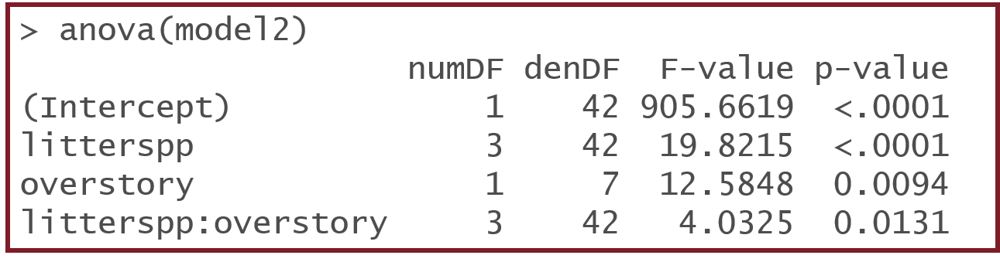 > anova(model2)
numDF denDF F-value p-value
(Intercept) 1 42 905.6619 <.0001
litterspp 3 42 19.8215 <.0001
overstory 1 7 12.5848 0.0094
litterspp:overstory 3 42 4.0325 0.0131